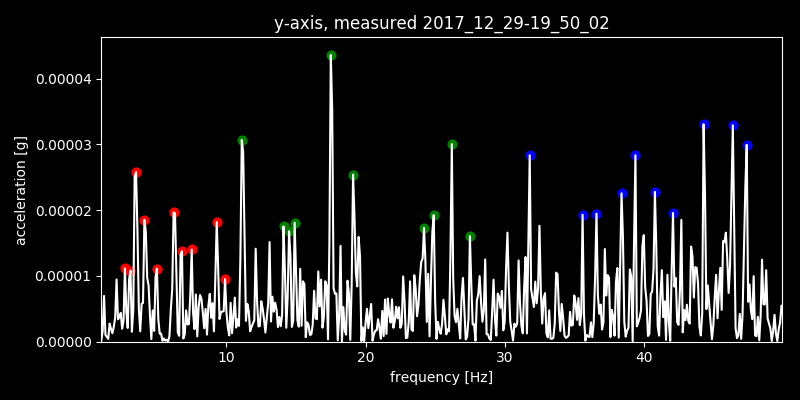 y-axis, measured 2017_12_29-19_50_02
0.00004
0.00003
0.00002
0.00001
0.00000
acceleration [g]
10 20 30 40
frequency [Hz]